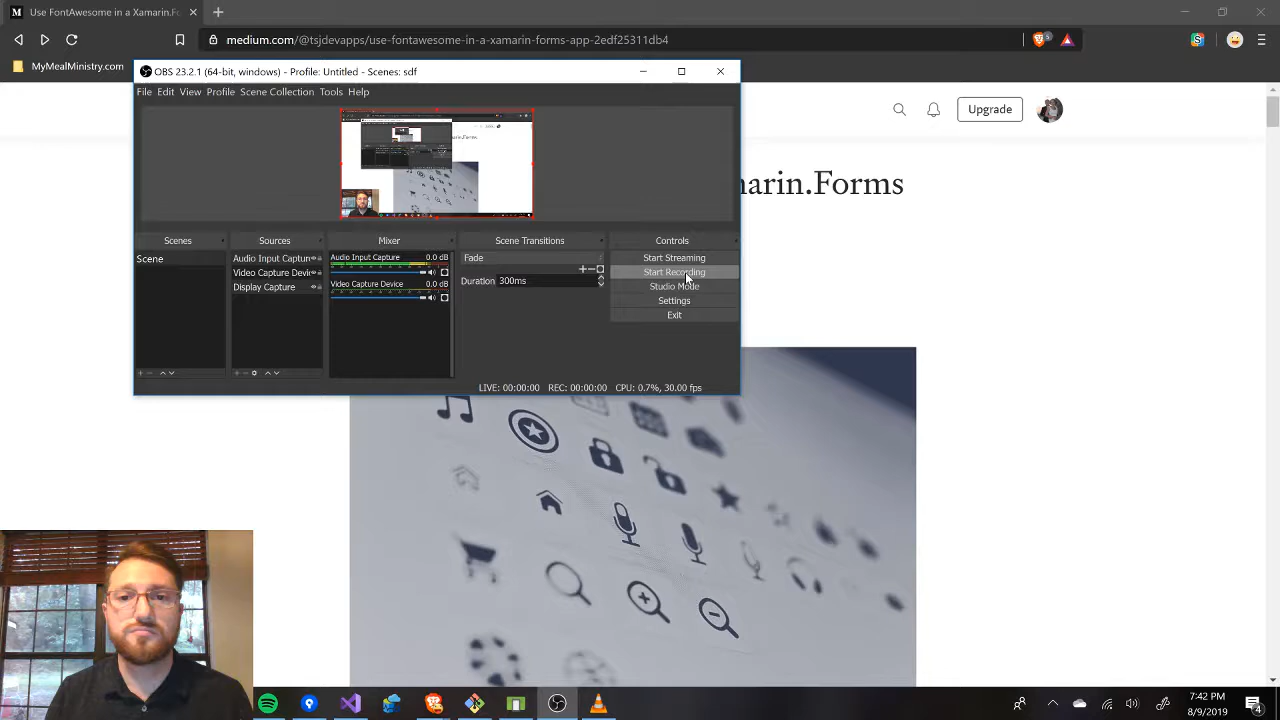 Use FontAwesome in a Xamarin.Forms
medium.com/@tsjdevapps/use-fontawesome-in-a-xamarin-forms-app-2edf25311db4
MyMealMinistry.com
OBS 23.2.1 (64-bit, windows) - Profile: Untitled - Scenes: sdf
File Edit View Profile Scene Collection Tools Help
Upgrade
marin.Forms
Scenes
Scene
Sources
Audio Input Captur
Video Capture Devi
Display Capture
Mixer
Audio Input Capture 0.0 dB
Video Capture Device 0.0 dB
Scene Transitions
Fade
Duration 300ms
Controls
Start Streaming
Start Recording
Studio Mode
Settings
Exit
LIVE: 00:00:00 REC: 00:00:00 CPU: 0.7%, 30.00 fps
7:42 PM
8/9/2019